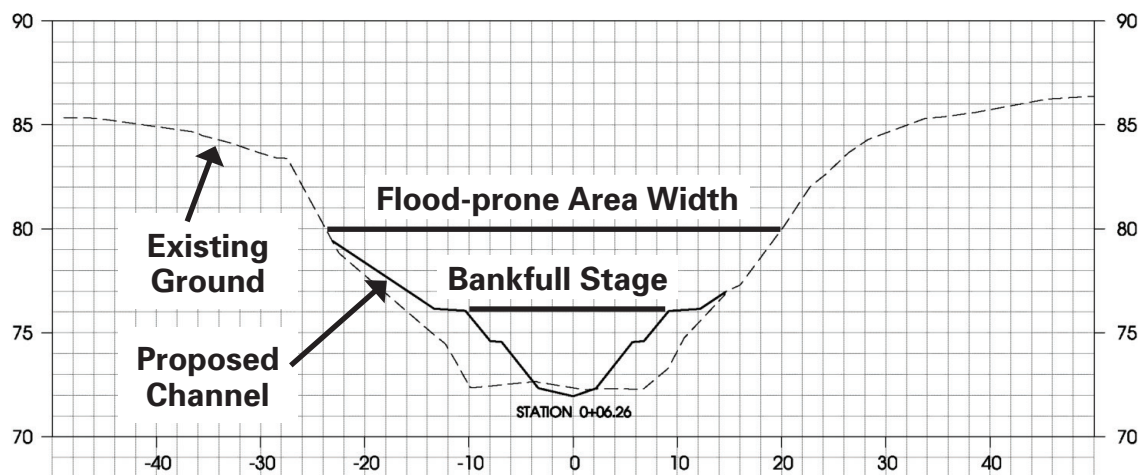 90 90
85 85
Flood-prone Area Width
80 80
Existing
Ground
Bankfull Stage
75 75
Proposed
Channel
STATION 0+06.26
70 70
-40 -30 -20 -10 0 10 20 30 40